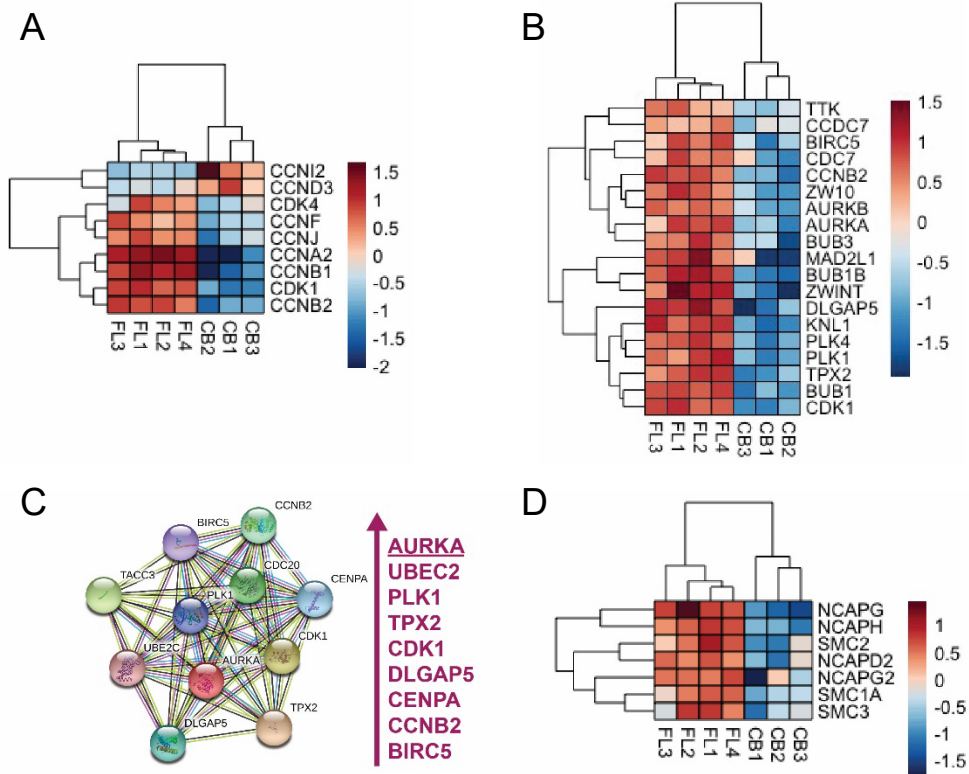 A
CCNI2
CCND3
CDK4
CCNF
CCNJ
CCNA2
CCNB1
CDK1
CCNB2
FL3
FL1
FL2
FL4
CB2
CB1
CB3
1.5
1
0.5
0
-0.5
-1
-1.5
-2
B
TTK
CCDC7
BIRC5
CDC7
CCNB2
ZW10
AURKB
AURKA
BUB3
MAD2L1
BUB1B
ZWINT
DLGAP5
KNL1
PLK4
PLK1
TPX2
BUB1
CDK1
FL3
FL1
FL2
FL4
CB3
CB1
CB2
1.5
1
0.5
0
-0.5
-1
-1.5
C
CCNB2
BIRC5
CDC20
TACC3
CENPA
PLK1
CDK1
UBE2C
AURKA
TPX2
DLGAP5
AURKA
UBEC2
PLK1
TPX2
CDK1
DLGAP5
CENPA
CCNB2
BIRC5
D
NCAPG
NCAPH
SMC2
NCAPD2
NCAPG2
SMC1A
SMC3
FL3
FL2
FL1
FL4
CB1
CB2
CB3
1
0.5
0
-0.5
-1
-1.5